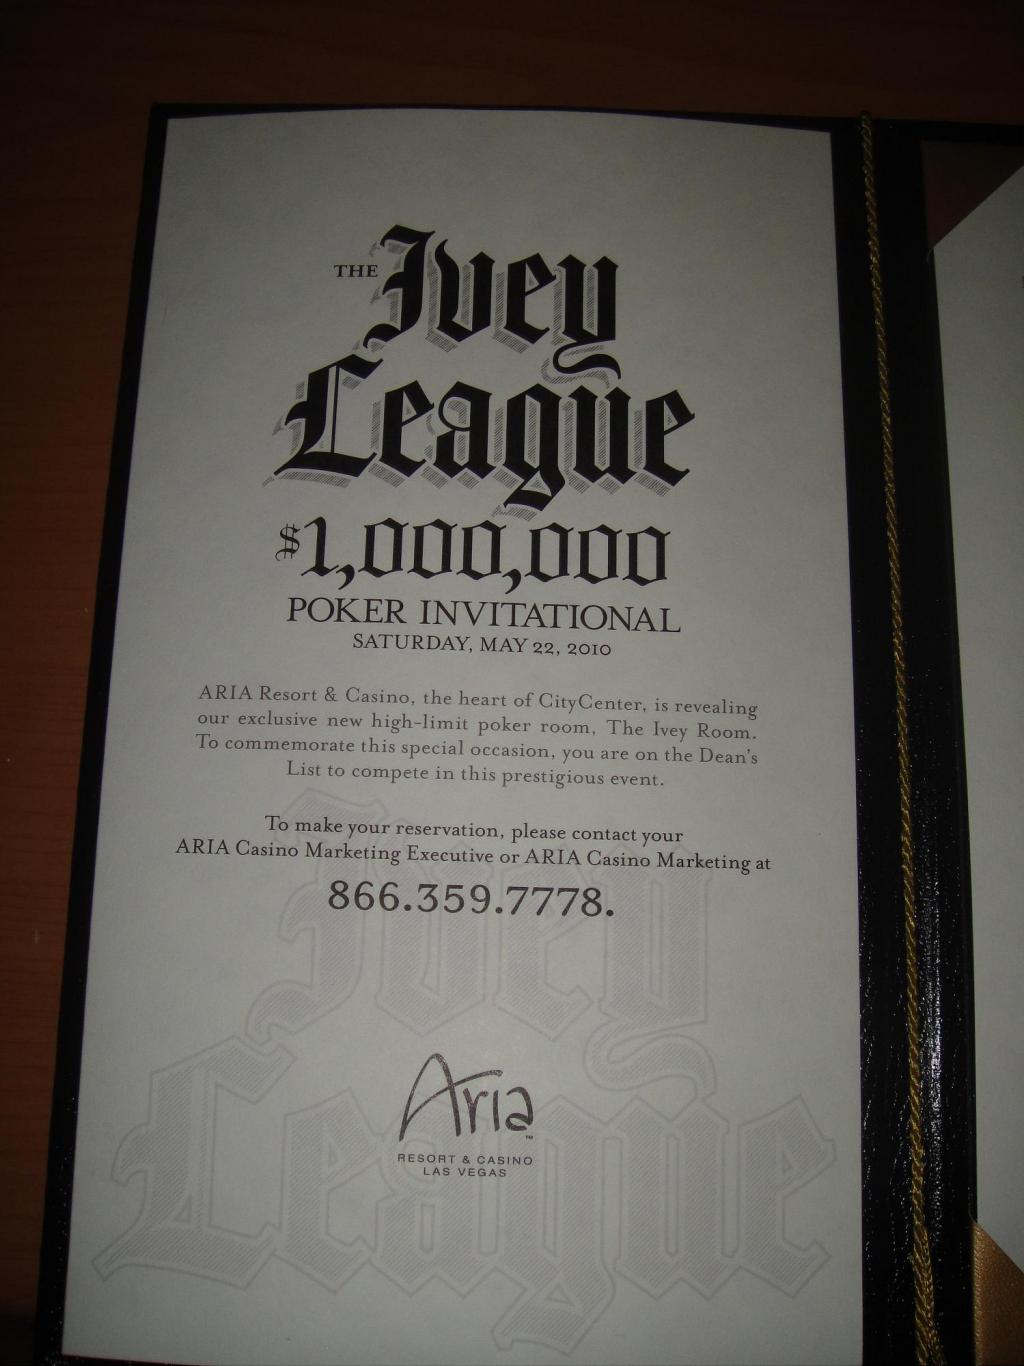 THE Ivey
League
$1,000,000
POKER INVITATIONAL
SATURDAY, MAY 22, 2010
ARIA Resort & Casino, the heart of CityCenter, is revealing
our exclusive new high-limit poker room, The Ivey Room.
To commemorate this special occasion, you are on the Dean's
List to compete in this prestigious event.
To make your reservation, please contact your
ARIA Casino Marketing Executive or ARIA Casino Marketing at
866.359.7778.
Ivey
League
Aria™
RESORT & CASINO
LAS VEGAS